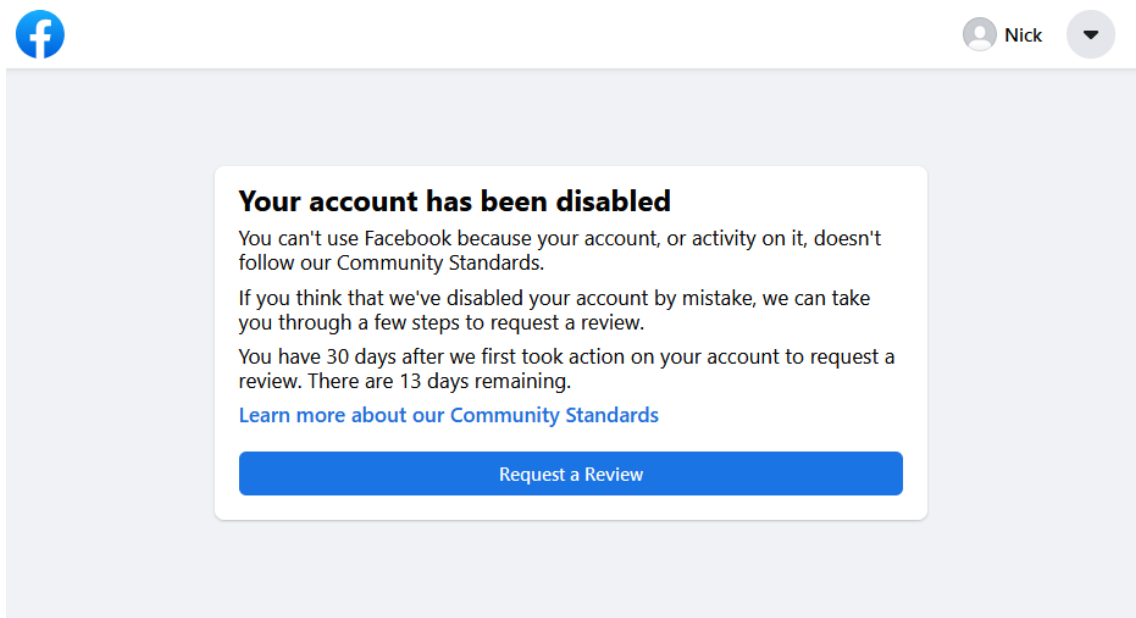 Nick
Your account has been disabled
You can't use Facebook because your account, or activity on it, doesn't
follow our Community Standards.
If you think that we've disabled your account by mistake, we can take
you through a few steps to request a review.
You have 30 days after we first took action on your account to request a
review. There are 13 days remaining.
Learn more about our Community Standards
Request a Review